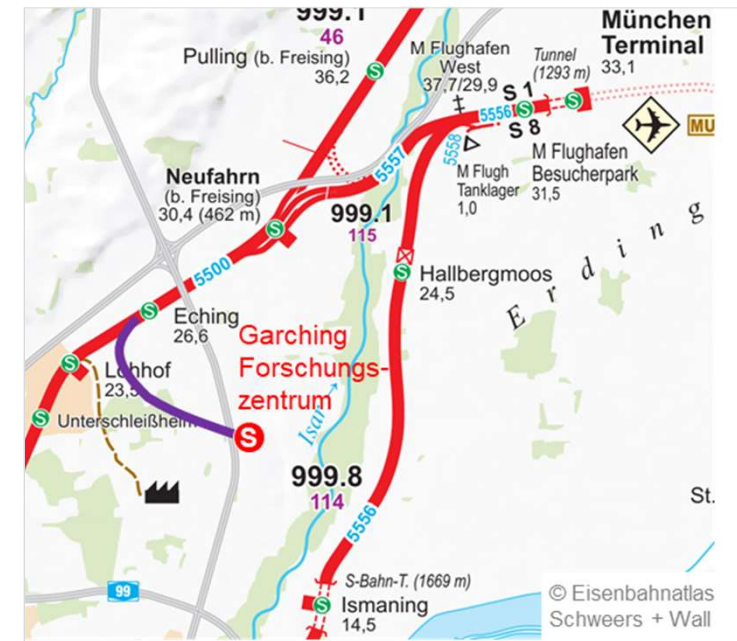 999.1
46
Pulling (b. Freising)
36,2
M Flughafen
West
37,7/29,9
Tunnel
(1293 m)
München
Terminal
33,1
S 1
5556
S 8
5557
5558
M Flugh
Tanklager
1,0
M Flughafen
Besucherpark
31,5
MU
Neufahrn
(b. Freising)
30,4 (462 m)
999.1
115
5500
Hallbergmoos
24,5
Erding
Eching
26,6
Garching
Forschungs-
zentrum
Lohhof
23,5
Unterschleißheim
S
Isar
999.8
114
5556
St.
99
S-Bahn-T. (1669 m)
Ismaning
14,5
© Eisenbahnatlas
Schweers + Wall